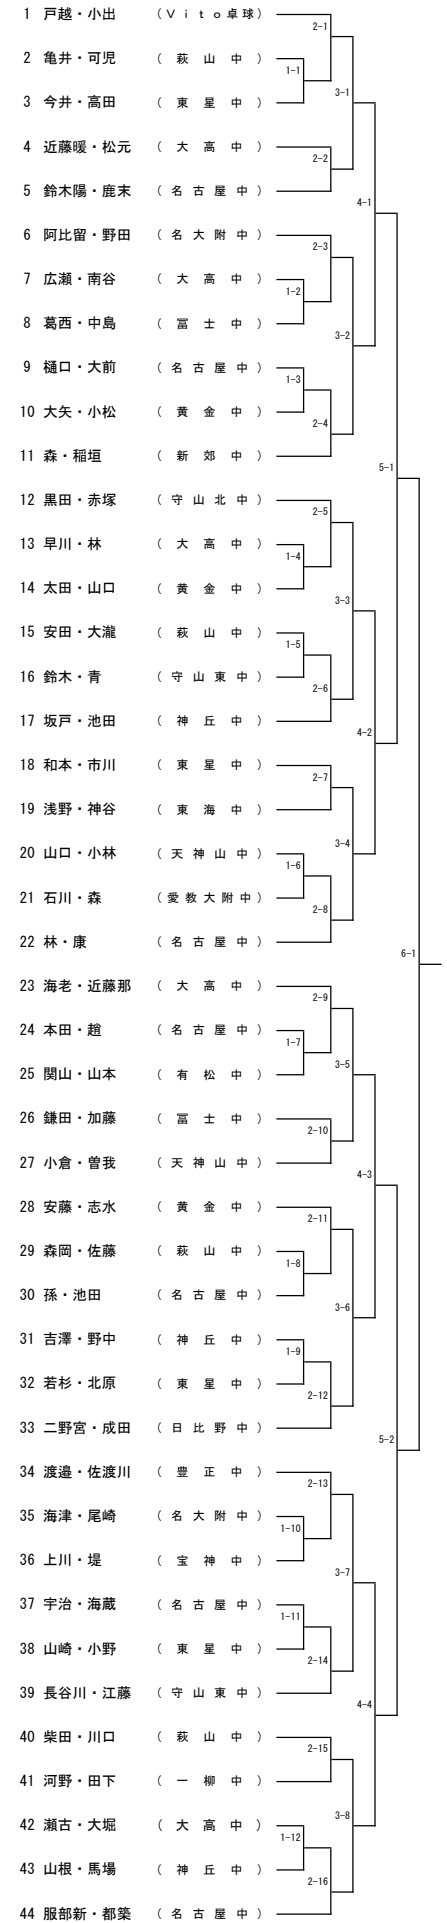 1 戸越・小出 （Ｖｉｔｏ卓球） 2-1
2 亀井・可児 （萩山中） 1-1
3-1
3 今井・高田 （東星中）
4 近藤暖・松元 （大高中） 2-2
5 鈴木陽・鹿末 （名古屋中） 4-1
6 阿比留・野田 （名大附中） 2-3
7 広瀬・南谷 （大高中） 1-2
8 葛西・中島 （冨士中） 3-2
9 樋口・大前 （名古屋中） 1-3
10 大矢・小松 （黄金中） 2-4
11 森・稲垣 （新郊中） 5-1
12 黒田・赤塚 （守山北中） 2-5
13 早川・林 （大高中） 1-4
14 太田・山口 （黄金中） 3-3
15 安田・大瀧 （萩山中） 1-5
16 鈴木・青 （守山東中） 2-6
17 坂戸・池田 （神丘中） 4-2
18 和本・市川 （東星中） 2-7
19 浅野・神谷 （東海中）
3-4
20 山口・小林 （天神山中） 1-6
21 石川・森 （愛教大附中） 2-8
22 林・康 （名古屋中） 6-1
23 海老・近藤那 （大高中） 2-9
24 本田・趙 （名古屋中） 1-7
25 関山・山本 （有松中） 3-5
26 鎌田・加藤 （冨士中） 2-10
27 小倉・曽我 （天神山中） 4-3
28 安藤・志水 （黄金中） 2-11
29 森岡・佐藤 （萩山中） 1-8
30 孫・池田 （名古屋中） 3-6
31 吉澤・野中 （神丘中） 1-9
32 若杉・北原 （東星中） 2-12
33 二野宮・成田 （日比野中） 5-2
34 渡邉・佐渡川 （豊正中） 2-13
35 海津・尾崎 （名大附中） 1-10
36 上川・堤 （宝神中） 3-7
37 宇治・海蔵 （名古屋中） 1-11
38 山崎・小野 （東星中） 2-14
39 長谷川・江藤 （守山東中） 4-4
40 柴田・川口 （萩山中） 2-15
41 河野・田下 （一柳中）
3-8
42 瀬古・大堀 （大高中） 1-12
43 山根・馬場 （神丘中） 2-16
44 服部新・都築 （名古屋中）